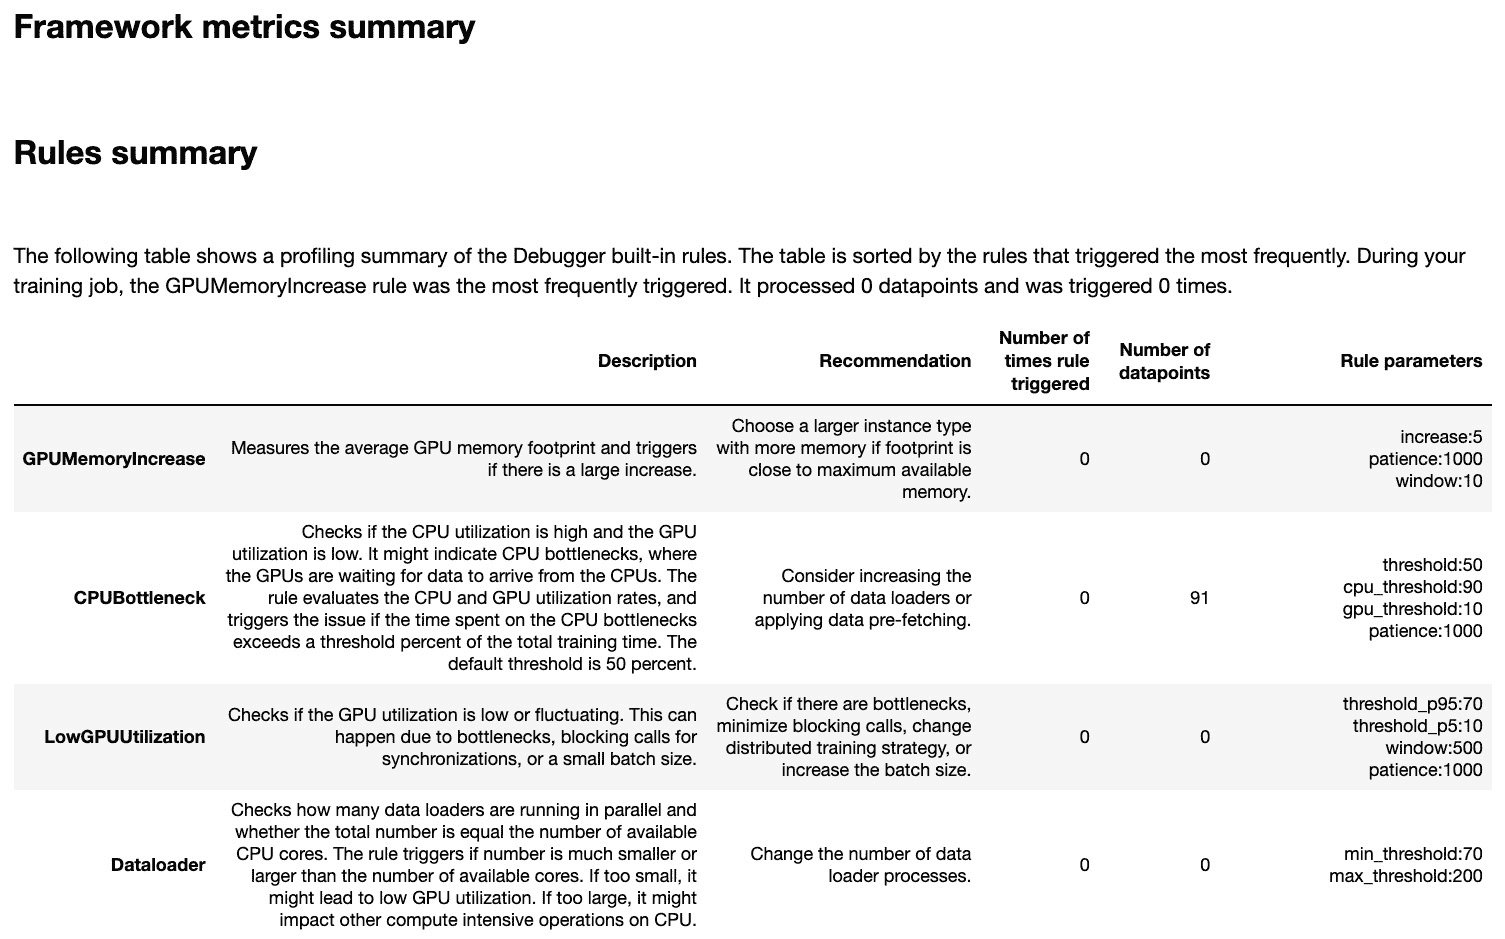 Framework metrics summary
Rules summary
The following table shows a profiling summary of the Debugger built-in rules. The table is sorted by the rules that triggered the most frequently. During your
training job, the GPUMemoryIncrease rule was the most frequently triggered. It processed 0 datapoints and was triggered 0 times.
Description
Recommendation
Number of
times rule
triggered
Number of
datapoints
Rule parameters
GPUMemoryIncrease
Measures the average GPU memory footprint and triggers
if there is a large increase.
Choose a larger instance type
with more memory if footprint is
close to maximum available
memory.
0
0
increase:5
patience:1000
window:10
CPUBottleneck
Checks if the CPU utilization is high and the GPU
utilization is low. It might indicate CPU bottlenecks, where
the GPUs are waiting for data to arrive from the CPUs. The
rule evaluates the CPU and GPU utilization rates, and
triggers the issue if the time spent on the CPU bottlenecks
exceeds a threshold percent of the total training time. The
default threshold is 50 percent.
Consider increasing the
number of data loaders or
applying data pre-fetching.
0
91
threshold:50
cpu_threshold:90
gpu_threshold:10
patience:1000
LowGPUUtilization
Checks if the GPU utilization is low or fluctuating. This can
happen due to bottlenecks, blocking calls for
synchronizations, or a small batch size.
Check if there are bottlenecks,
minimize blocking calls, change
distributed training strategy, or
increase the batch size.
0
0
threshold_p95:70
threshold_p5:10
window:500
patience:1000
Dataloader
Checks how many data loaders are running in parallel and
whether the total number is equal the number of available
CPU cores. The rule triggers if number is much smaller or
larger than the number of available cores. If too small, it
might lead to low GPU utilization. If too large, it might
impact other compute intensive operations on CPU.
Change the number of data
loader processes.
0
0
min_threshold:70
max_threshold:200